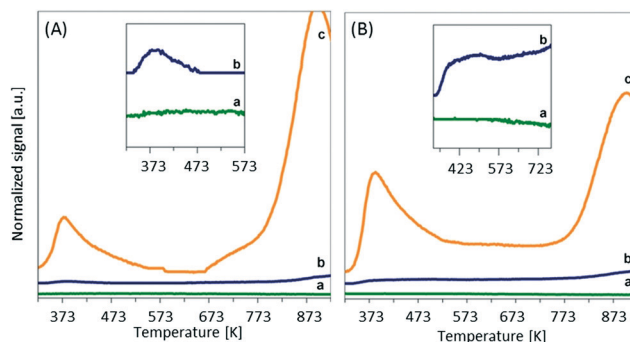 (A)
b
a
373 473 573
c
b
a
Normalized signal [a.u.]
373 473 573 673 773 873
Temperature [K]
(B)
b
a
423 573 723
c
b
a
373 473 573 673 773 873
Temperature [K]